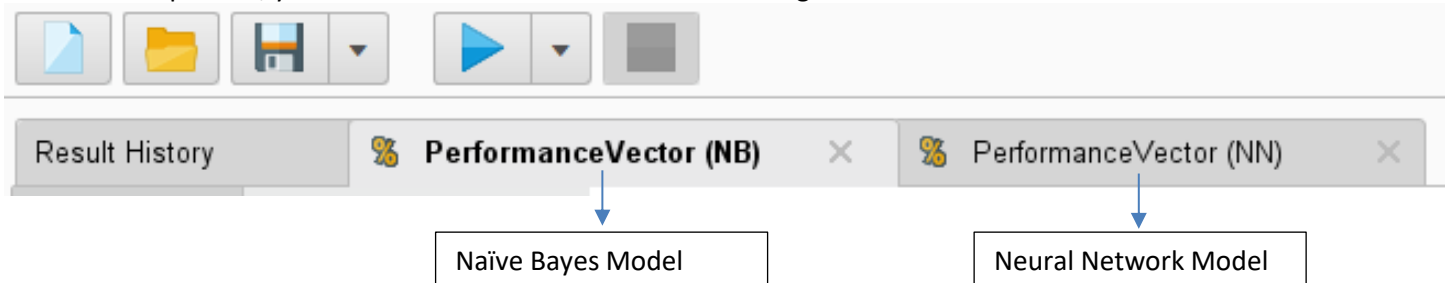 Result History
PerformanceVector (NB)
PerformanceVector (NN)
Naïve Bayes Model
Neural Network Model